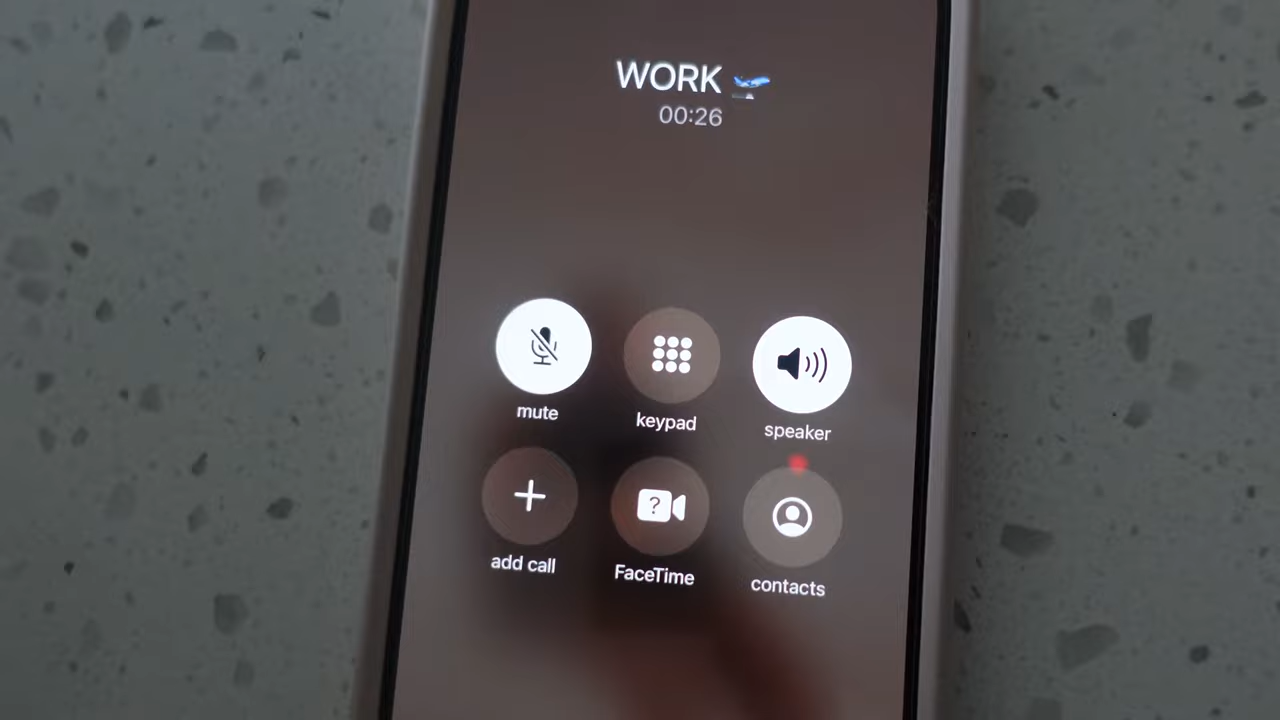 WORK 🛫
00:26
mute
keypad
speaker
add call
FaceTime
contacts